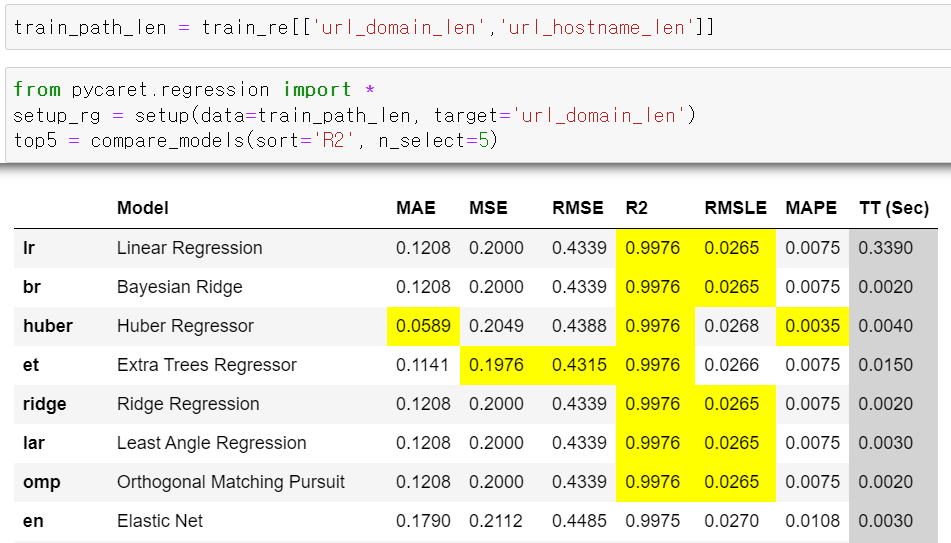 train_path_len = train_re[['url_domain_len','url_hostname_len']]
from pycaret.regression import *
setup_rg = setup(data=train_path_len, target='url_domain_len')
top5 = compare_models(sort='R2', n_select=5)
Model MAE MSE RMSE R2 RMSLE MAPE TT (Sec)
lr Linear Regression 0.1208 0.2000 0.4339 0.9976 0.0265 0.0075 0.3390
br Bayesian Ridge 0.1208 0.2000 0.4339 0.9976 0.0265 0.0075 0.0020
huber Huber Regressor 0.0589 0.2049 0.4388 0.9976 0.0268 0.0035 0.0040
et Extra Trees Regressor 0.1141 0.1976 0.4315 0.9976 0.0266 0.0075 0.0150
ridge Ridge Regression 0.1208 0.2000 0.4339 0.9976 0.0265 0.0075 0.0020
lar Least Angle Regression 0.1208 0.2000 0.4339 0.9976 0.0265 0.0075 0.0030
omp Orthogonal Matching Pursuit 0.1208 0.2000 0.4339 0.9976 0.0265 0.0075 0.0020
en Elastic Net 0.1790 0.2112 0.4485 0.9975 0.0270 0.0108 0.0030